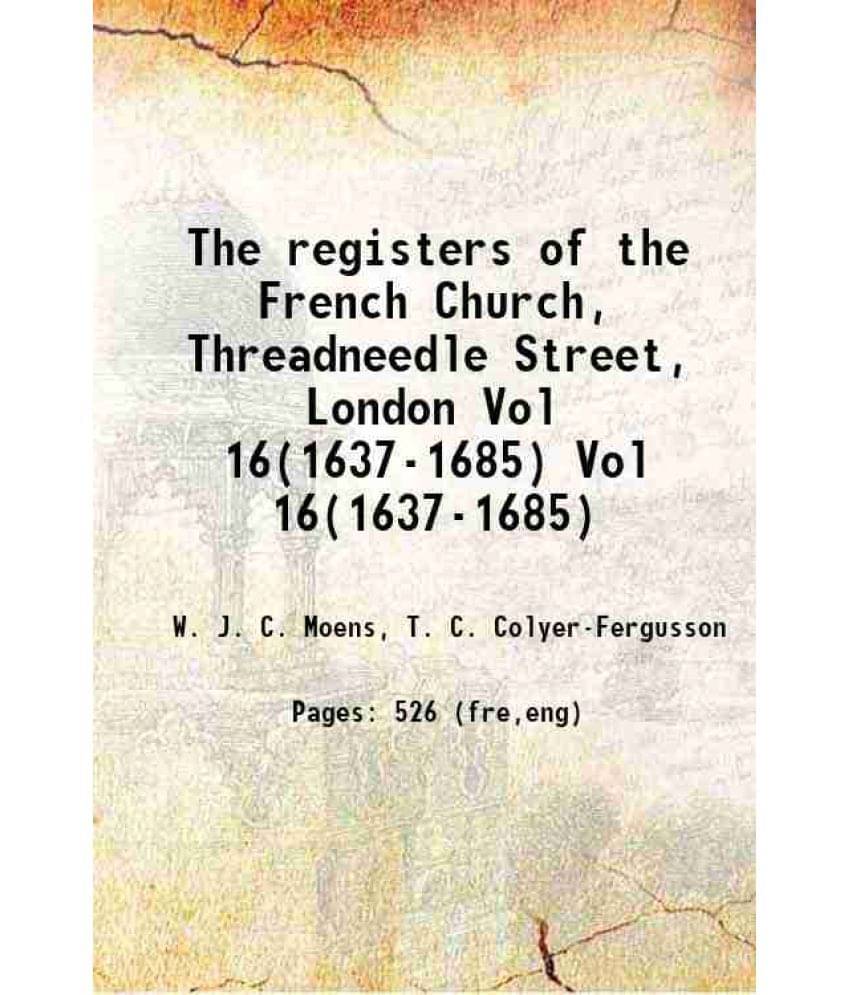 The registers of the
French Church,
Threadneedle Street,
London Vol
16(1637-1685) Vol
16(1637-1685)
W. J. C. Moens, T. C. Colyer-Fergusson
Pages: 526 (fre,eng)